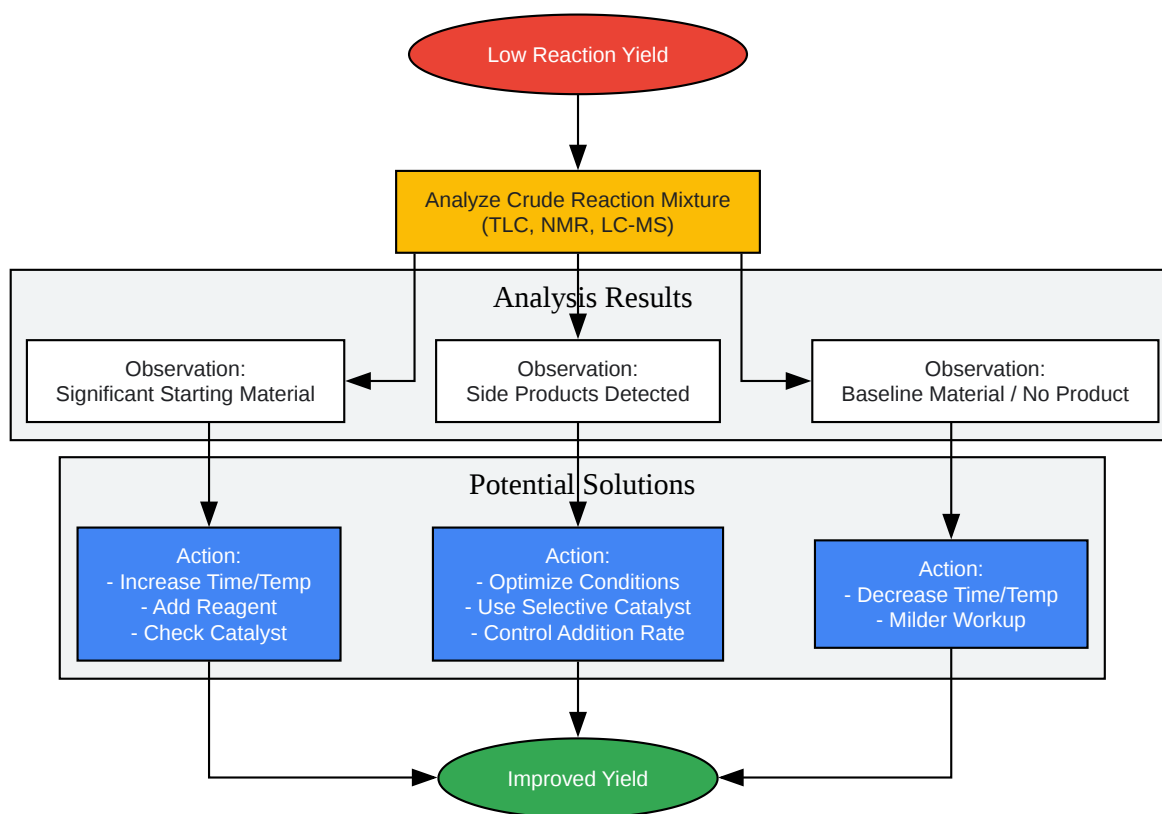 Low Reaction Yield
Analyze Crude Reaction Mixture
(TLC, NMR, LC-MS)
Analysis Results
Observation:
Significant Starting Material
Observation:
Side Products Detected
Observation:
Baseline Material / No Product
Potential Solutions
Action:
- Increase Time/Temp
- Add Reagent
- Check Catalyst
Action:
- Optimize Conditions
- Use Selective Catalyst
- Control Addition Rate
Action:
- Decrease Time/Temp
- Milder Workup
Improved Yield